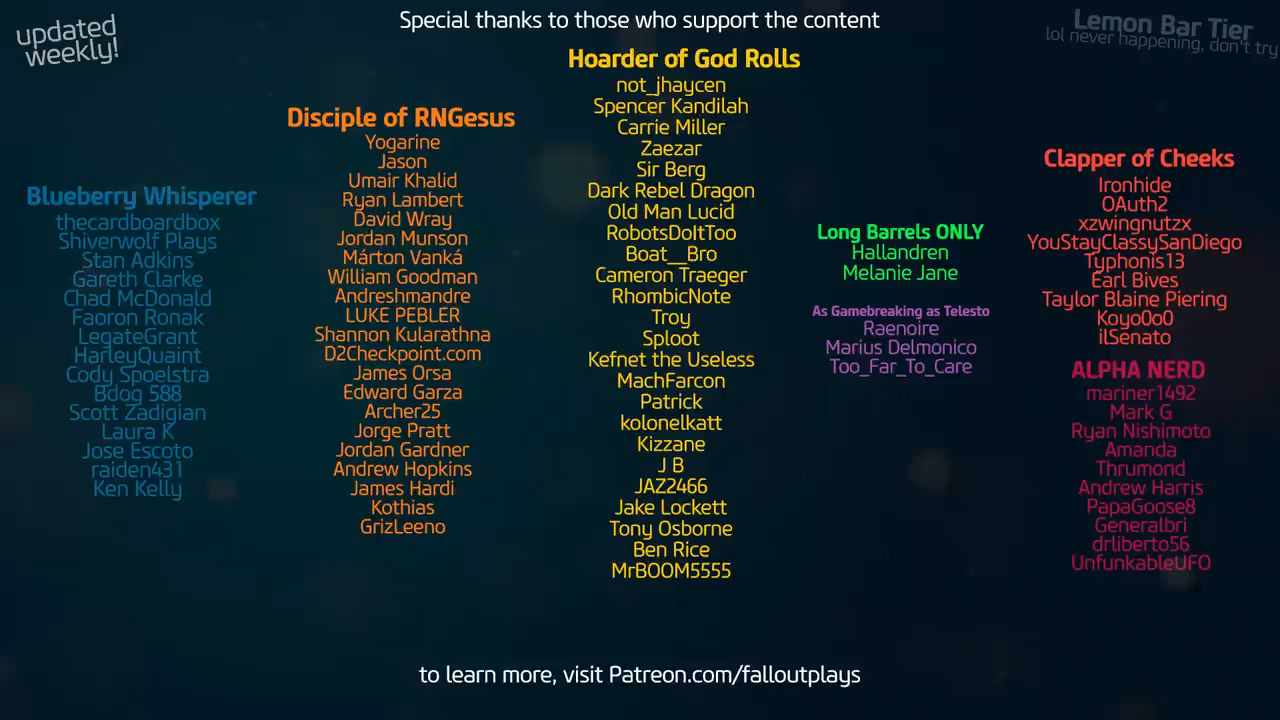 updated
weekly!
Special thanks to those who support the content
Lemon Bar Tier
lol never happening, don't try
Blueberry Whisperer
thecardboardbox
Shiverwolf Plays
Stan Adkins
Gareth Clarke
Chad McDonald
Faoron Ronak
LegateGrant
HarleyQuaint
Cody Spoelstra
Bdog 588
Scott Zadigian
Laura K
Jose Escoto
raiden431
Ken Kelly
Disciple of RNGesus
Yogarine
Jason
Umair Khalid
Ryan Lambert
David Wray
Jordan Munson
Márton Vanká
William Goodman
Andreshmandre
LUKE PEBLER
Shannon Kularathna
D2Checkpoint.com
James Orsa
Edward Garza
Archer25
Jorge Pratt
Jordan Gardner
Andrew Hopkins
James Hardi
Kothias
GrizLeeno
Hoarder of God Rolls
not_jhaycen
Spencer Kandilah
Carrie Miller
Zaezar
Sir Berg
Dark Rebel Dragon
Old Man Lucid
RobotsDoItToo
Boat__Bro
Cameron Traeger
RhombicNote
Troy
Sploot
Kefnet the Useless
MachFarcon
Patrick
kolonelkatt
Kizzane
J B
JAZ2466
Jake Lockett
Tony Osborne
Ben Rice
MrBOOM5555
Long Barrels ONLY
Hallandren
Melanie Jane
As Gamebreaking as Telesto
Raenoire
Marius Delmonico
Too_Far_To_Care
Clapper of Cheeks
Ironhide
OAuth2
xzwingnutzx
YouStayClassySanDiego
Typhonis13
Earl Bives
Taylor Blaine Piering
Koyo0o0
ilSenato
ALPHA NERD
mariner1492
Mark G
Ryan Nishimoto
Amanda
Thrumond
Andrew Harris
PapaGoose8
Generalbri
drliberto56
UnfunkableUFO
to learn more, visit Patreon.com/falloutplays